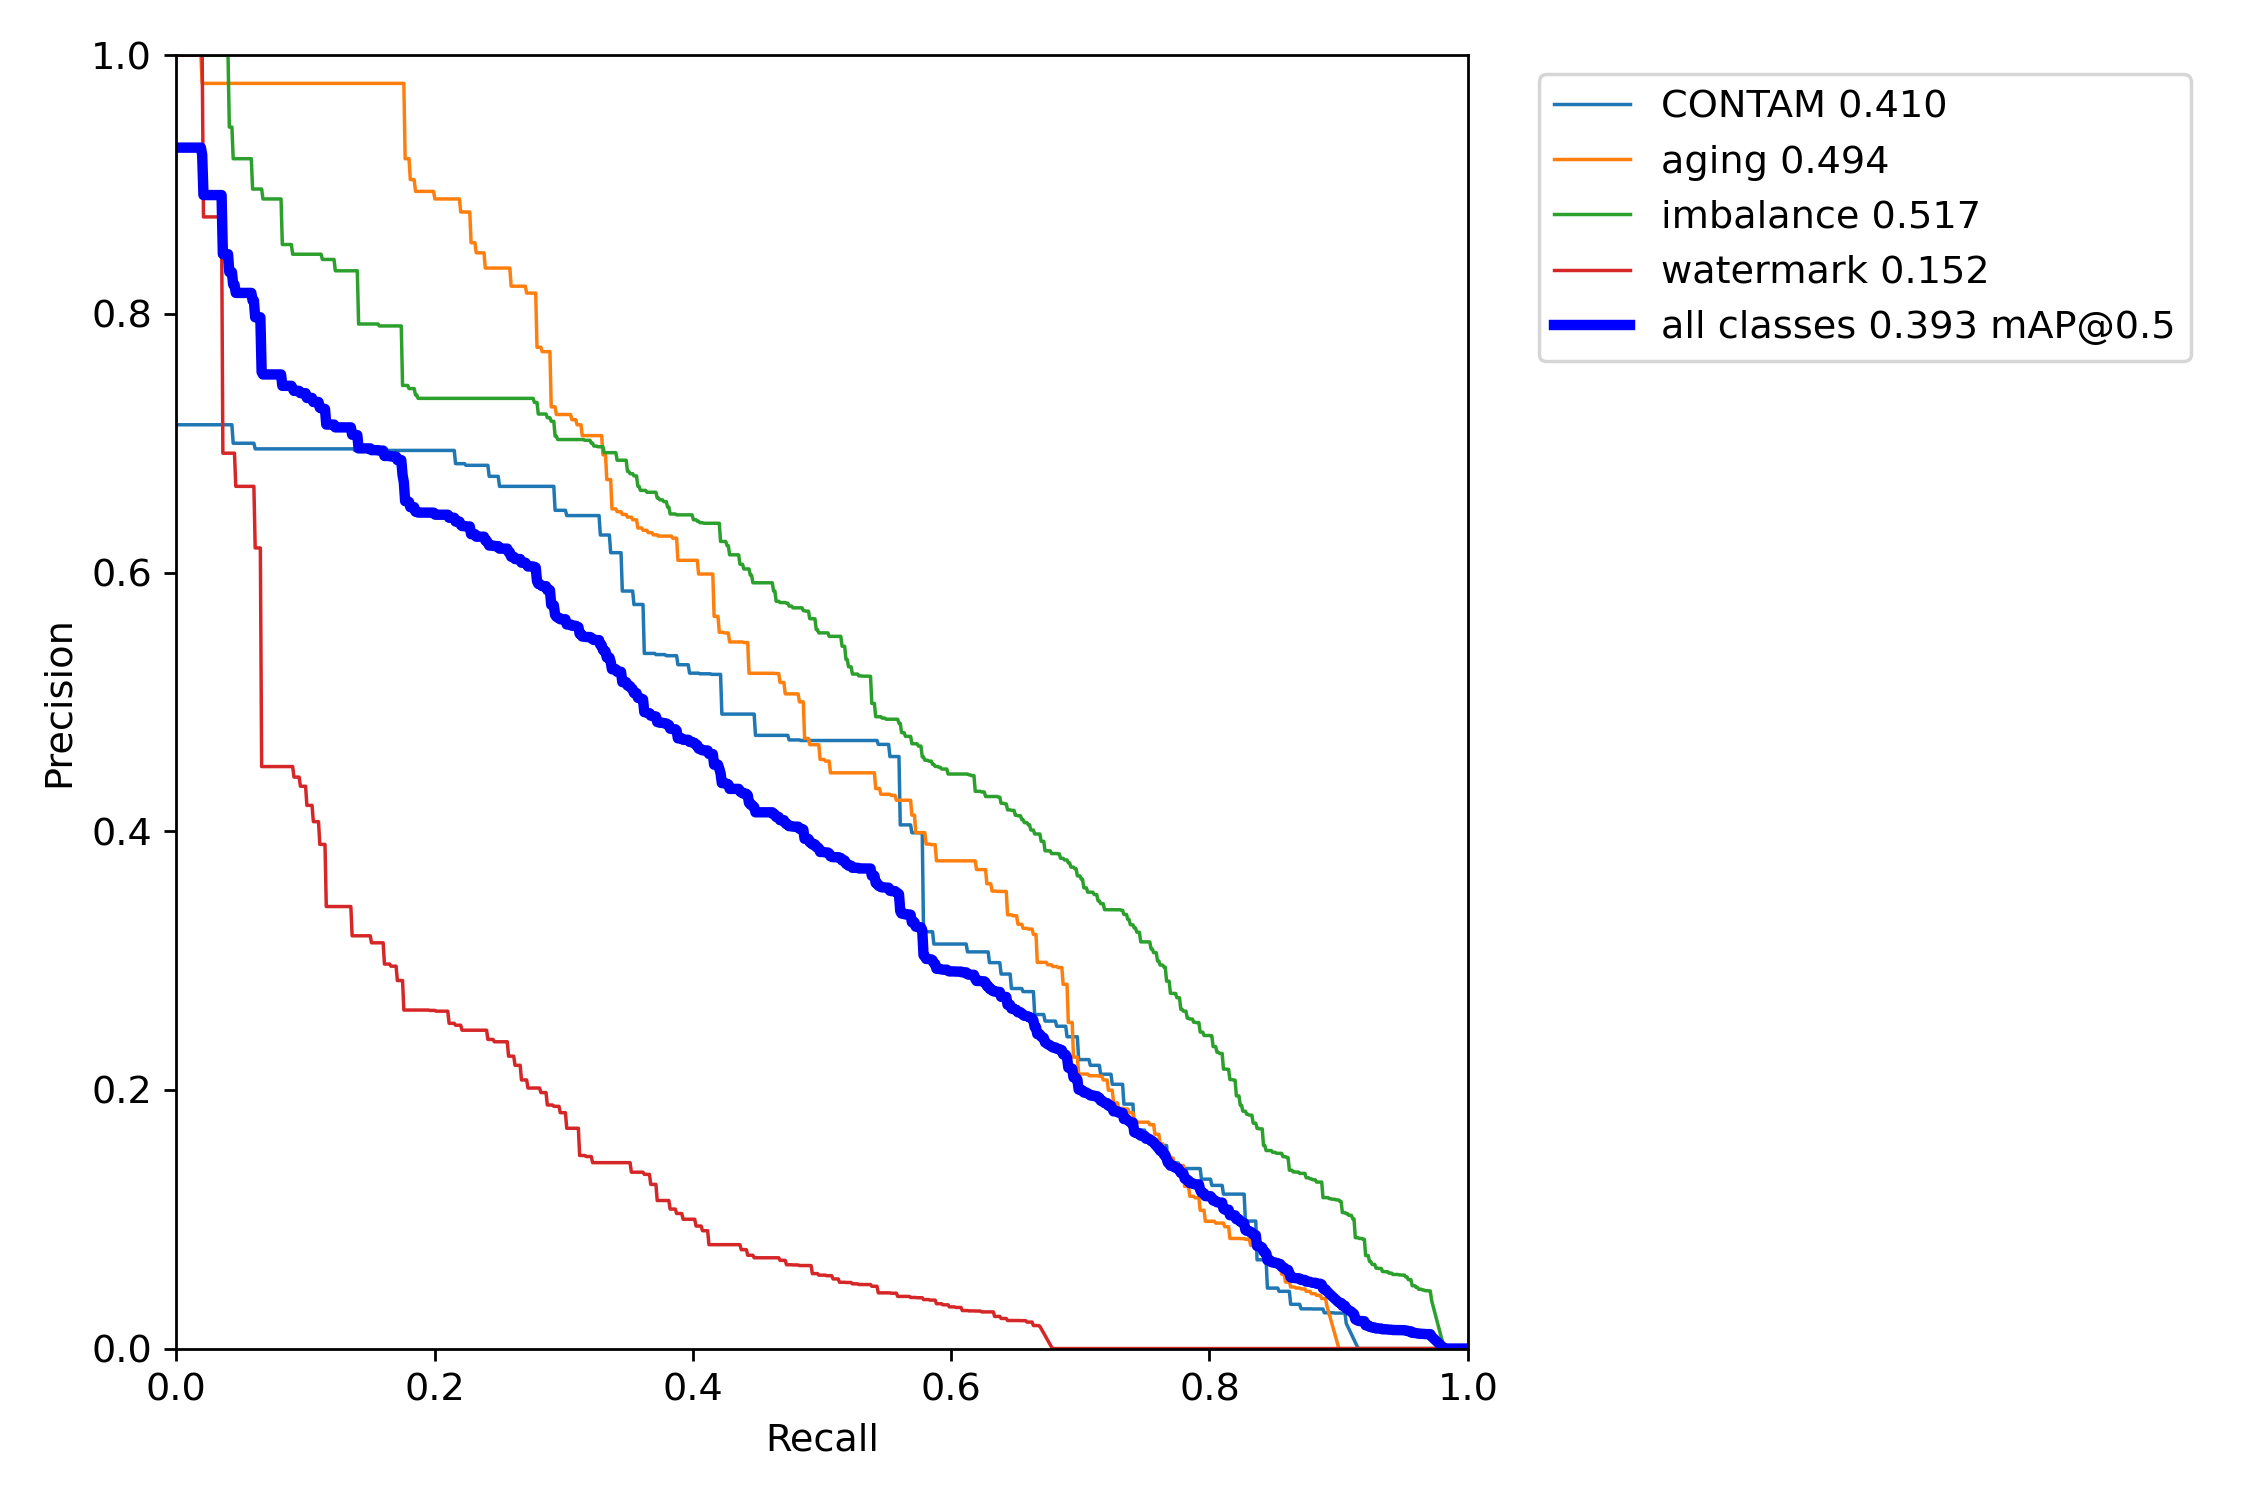 1.0
0.8
0.6
0.4
0.2
0.0
Precision
0.0 0.2 0.4 0.6 0.8 1.0
Recall
CONTAM 0.410
aging 0.494
imbalance 0.517
watermark 0.152
all classes 0.393 mAP@0.5